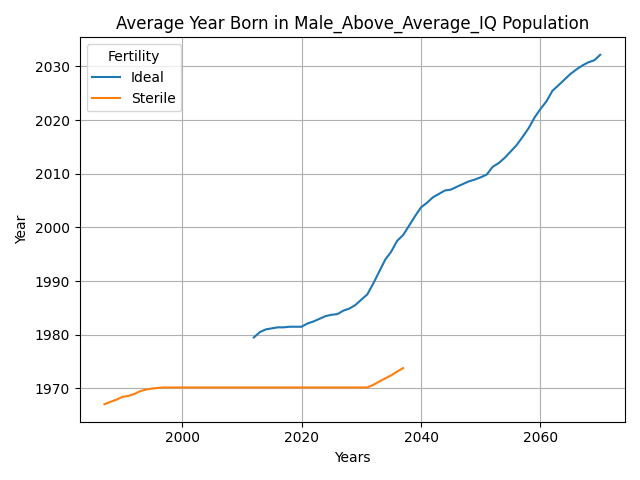 Average Year Born in Male_Above_Average_IQ Population
Fertility
Ideal
Sterile
2030
2020
2010
2000
1990
1980
1970
Year
2000 2020 2040 2060
Years